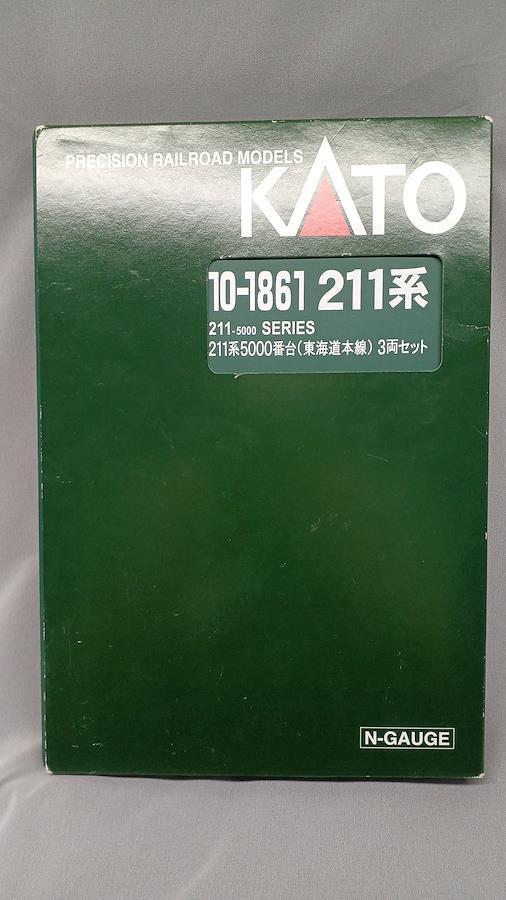 PRECISION RAILROAD MODELS
KATO
10-1861 211系
211-5000 SERIES
211系5000番台(東海道本線) 3両セット
N-GAUGE